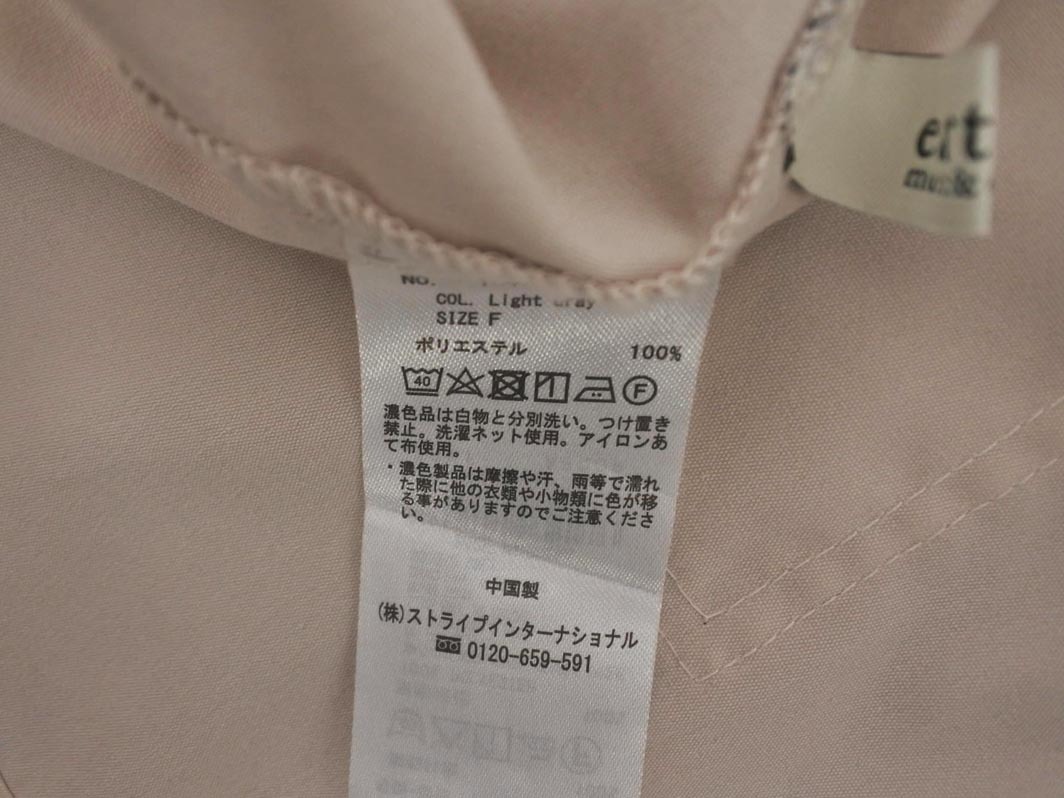 NO.
COL. Light Gray
SIZE F
ポリエステル 100%
40 F
濃色品は白物と分別洗い。つけ置き
禁止。洗濯ネット使用。アイロンあ
て布使用。
・濃色製品は摩擦や汗、雨等で濡れ
た際に他の衣類や小物類に色が移
る事がありますのでご注意くださ
い。
中国製
(株)ストライプインターナショナル
0120-659-591